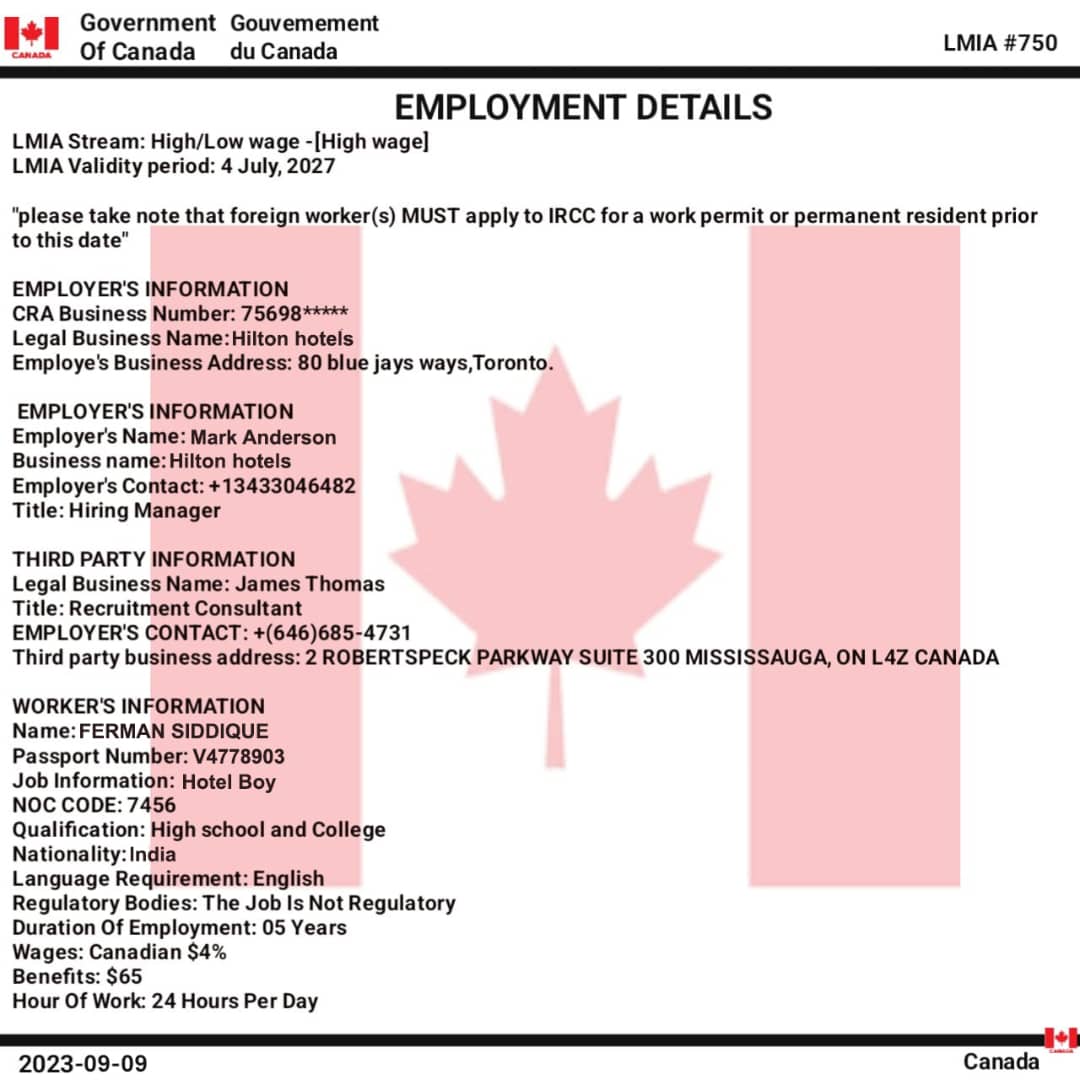 Government Gouvernement
Of Canada du Canada
CANADA
LMIA #750
EMPLOYMENT DETAILS
LMIA Stream: High/Low wage -[High wage]
LMIA Validity period: 4 July, 2027
"please take note that foreign worker(s) MUST apply to IRCC for a work permit or permanent resident prior
to this date"
EMPLOYER'S INFORMATION
CRA Business Number: 75698*****
Legal Business Name:Hilton hotels
Employe's Business Address: 80 blue jays ways,Toronto.
EMPLOYER'S INFORMATION
Employer's Name: Mark Anderson
Business name:Hilton hotels
Employer's Contact: +13433046482
Title: Hiring Manager
THIRD PARTY INFORMATION
Legal Business Name: James Thomas
Title: Recruitment Consultant
EMPLOYER'S CONTACT: +(646)685-4731
Third party business address: 2 ROBERTSPECK PARKWAY SUITE 300 MISSISSAUGA, ON L4Z CANADA
WORKER'S INFORMATION
Name:FERMAN SIDDIQUE
Passport Number: V4778903
Job Information: Hotel Boy
NOC CODE: 7456
Qualification: High school and College
Nationality:India
Language Requirement: English
Regulatory Bodies: The Job Is Not Regulatory
Duration Of Employment: 05 Years
Wages: Canadian $4%
Benefits: $65
Hour Of Work: 24 Hours Per Day
CANADA
2023-09-09
Canada